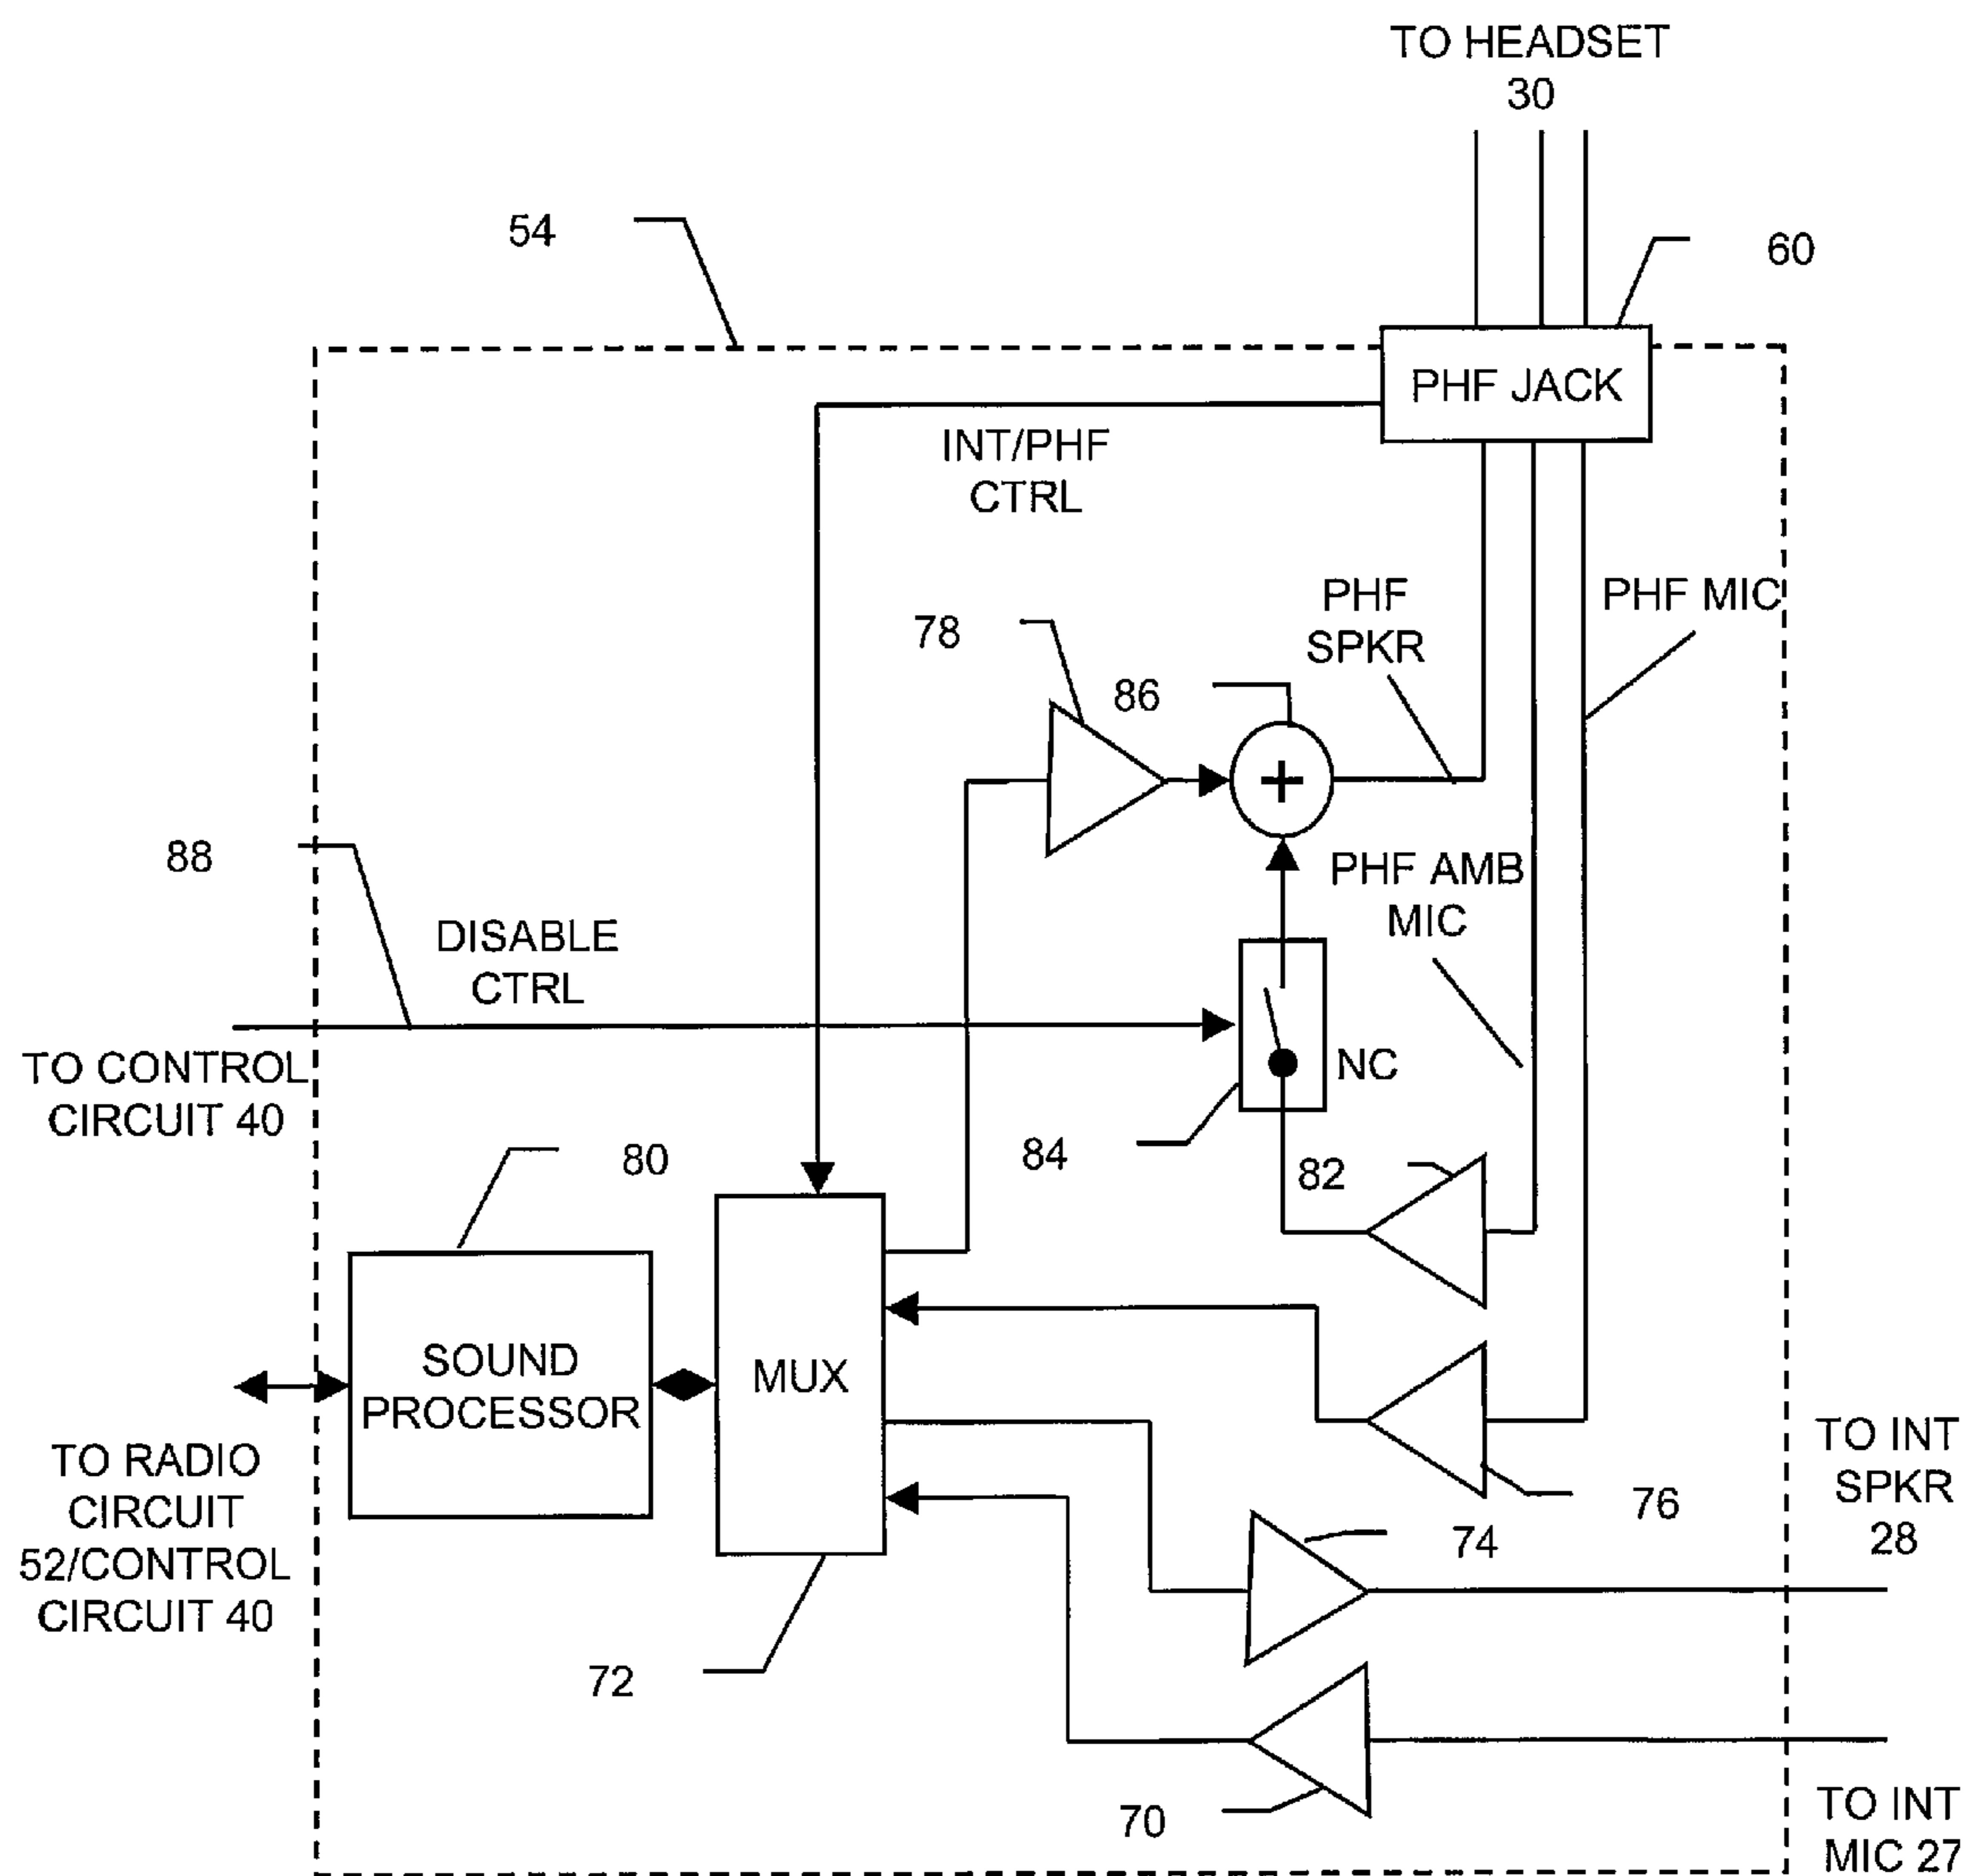 TO HEADSET
30
54
60
PHF JACK
INT/PHF
CTRL
PHF
SPKR
PHF MIC
78
86
88
PHF AMB
MIC
DISABLE
CTRL
TO CONTROL
CIRCUIT 40
NC
84
82
80
SOUND
PROCESSOR
MUX
TO RADIO
CIRCUIT
52/CONTROL
CIRCUIT 40
TO INT
SPKR
28
76
74
72
70
TO INT
MIC 27